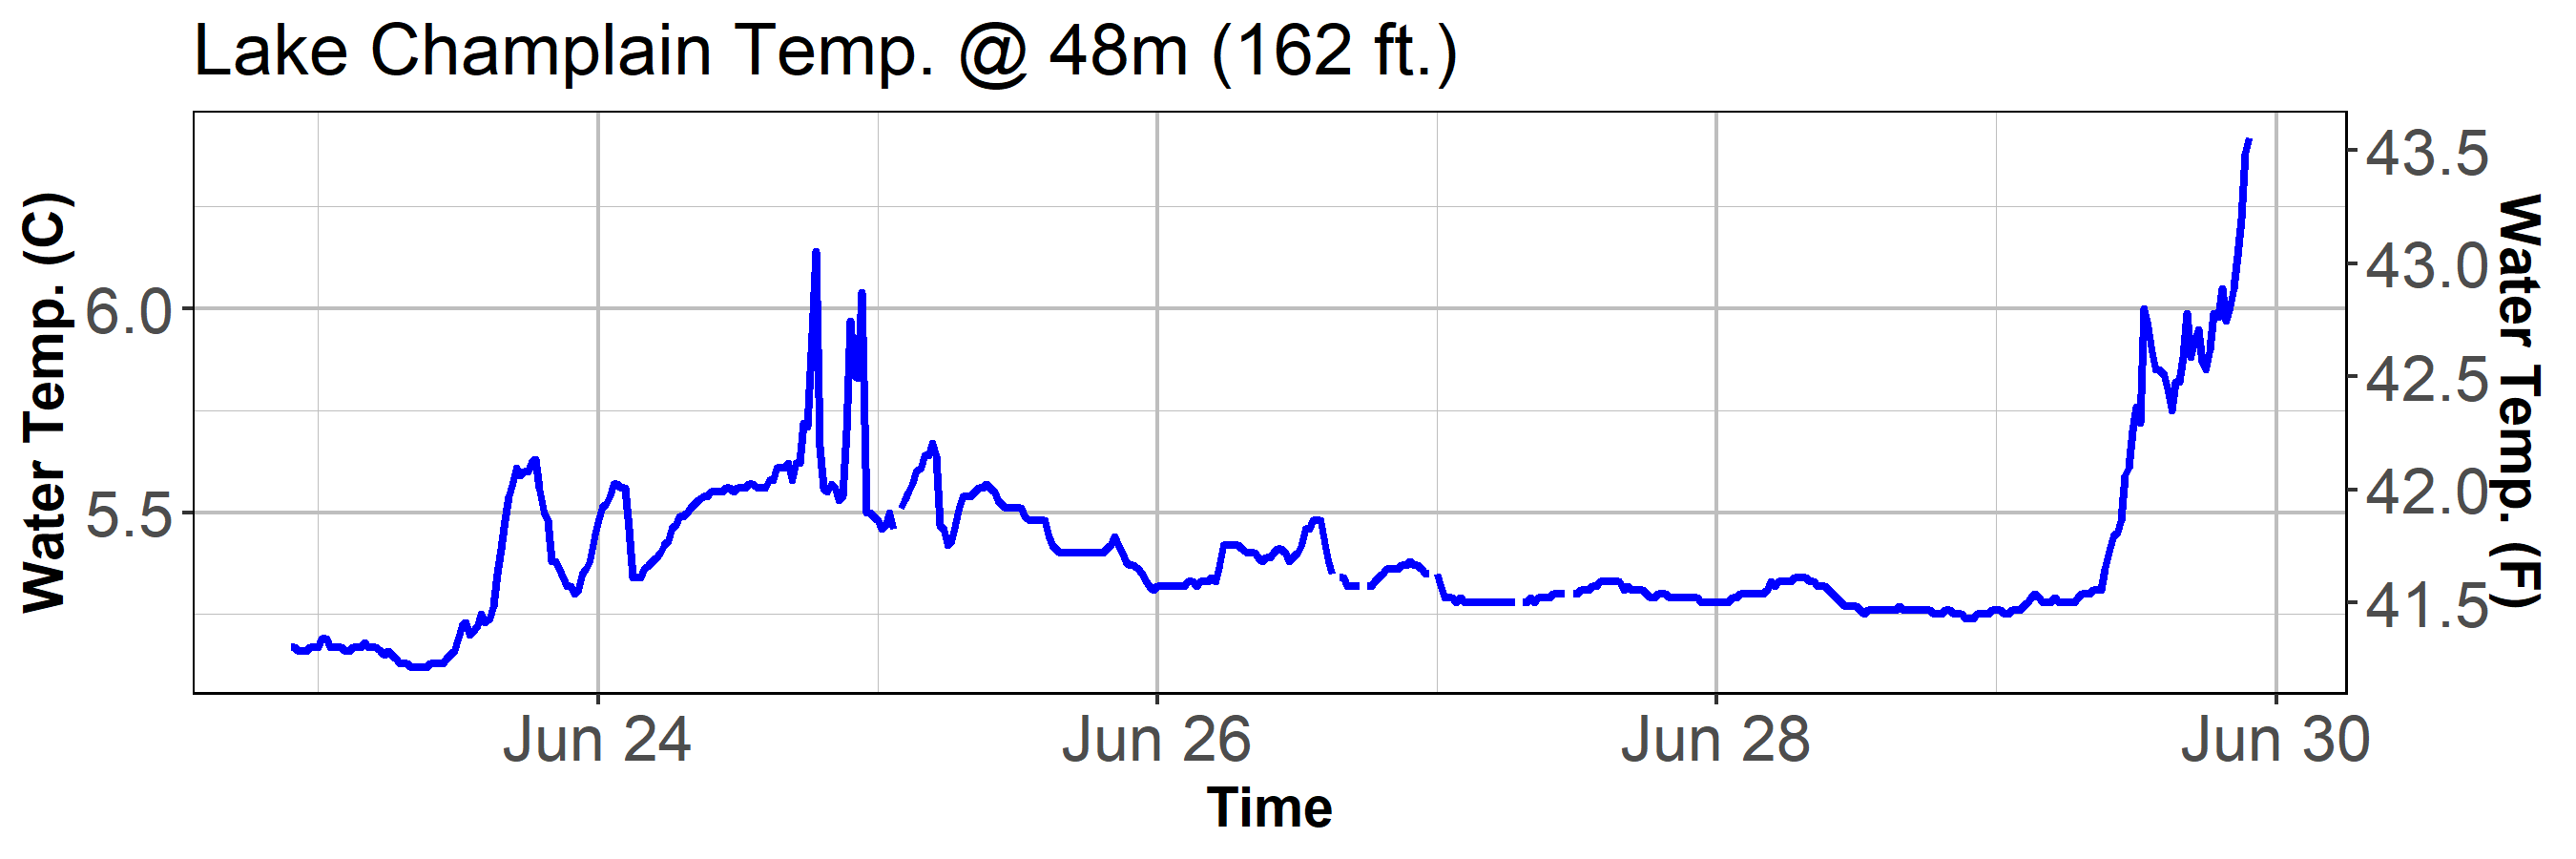 Lake Champlain Temp. @ 48m (162 ft.)
Water Temp. (C)
6.0
5.5
43.5
43.0
42.5
42.0
41.5
Water Temp. (F)
Jun 24 Jun 26 Jun 28 Jun 30
Time